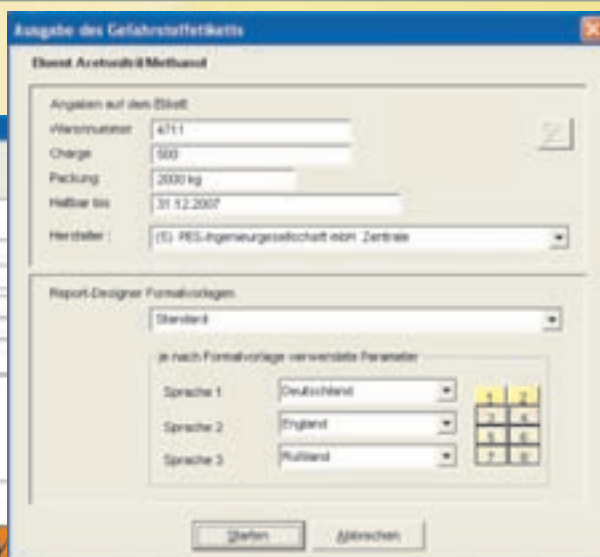 Ausgabe des Gefahrstoffetiketts
Eluent Acetonitril Methanol
Angaben auf dem Etikett
Warennummer 4711
Charge 500
Packung 2000 kg
Haltbar bis 31.12.2007
Hersteller : (S) PES-Ingenieurgesellschaft mbH Zentrale
Report-Designer Formatvorlagen
Standard
je nach Formatvorlage verwendete Parameter
Sprache 1 Deutschland
Sprache 2 England
Sprache 3 Rußland
1 2
3 4
5 6
7 8
Starten Abbrechen